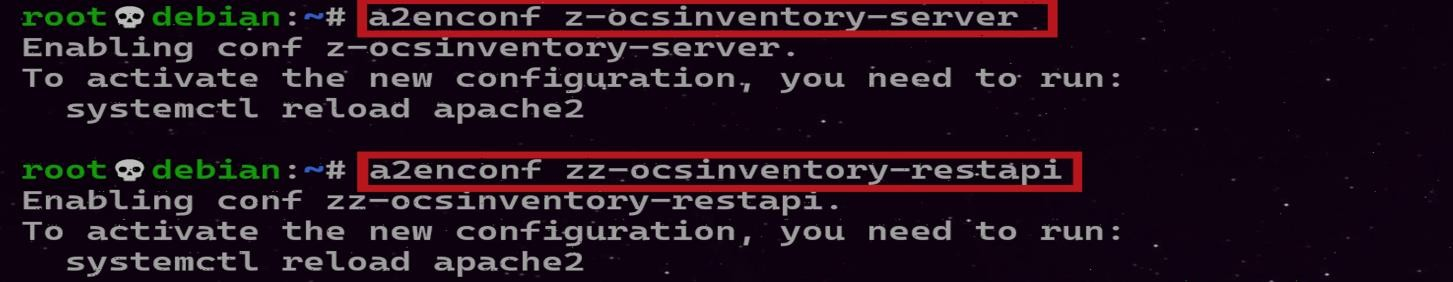 root💀debian:~# a2enconf z-ocsinventory-server
Enabling conf z-ocsinventory-server.
To activate the new configuration, you need to run:
  systemctl reload apache2

root💀debian:~# a2enconf zz-ocsinventory-restapi
Enabling conf zz-ocsinventory-restapi.
To activate the new configuration, you need to run:
  systemctl reload apache2